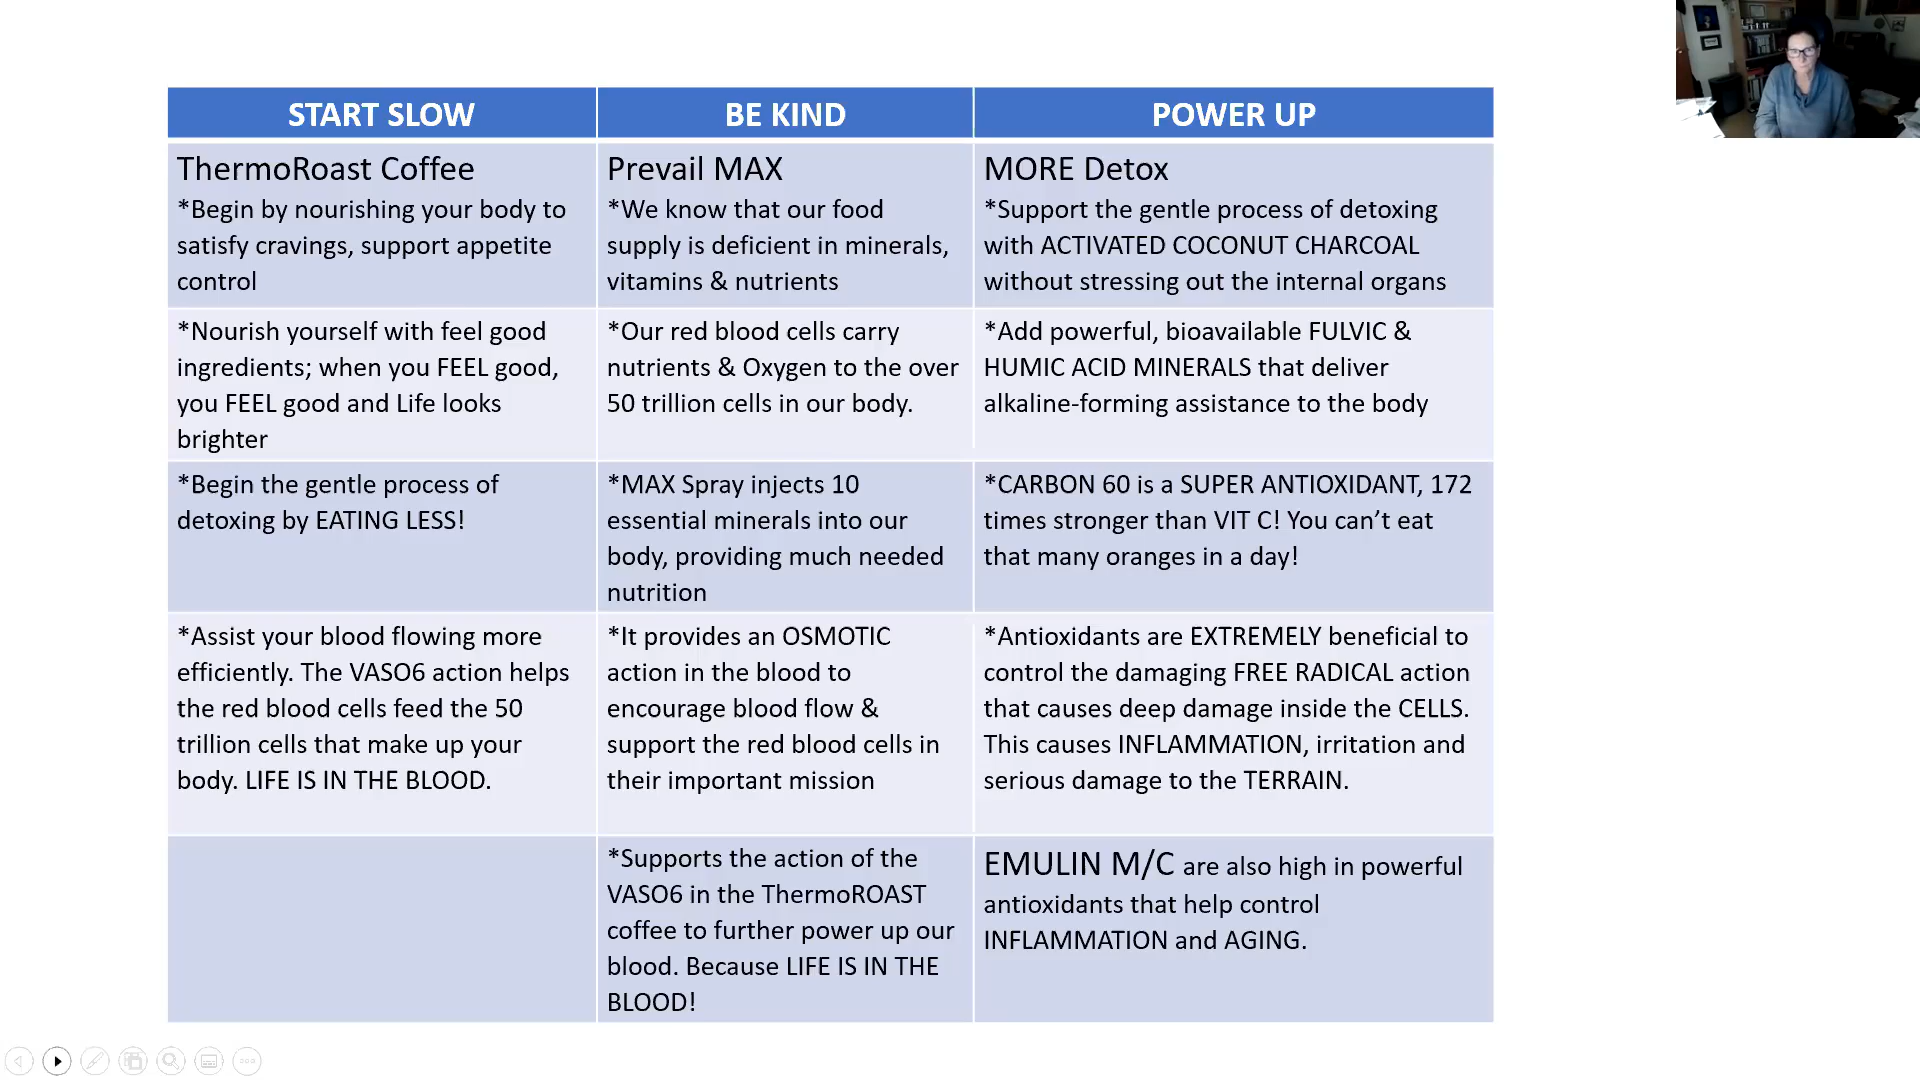 START SLOW
BE KIND
POWER UP
ThermoRoast Coffee
*Begin by nourishing your body to
satisfy cravings, support appetite
control
Prevail MAX
*We know that our food
supply is deficient in minerals,
vitamins & nutrients
MORE Detox
*Support the gentle process of detoxing
with ACTIVATED COCONUT CHARCOAL
without stressing out the internal organs
*Nourish yourself with feel good
ingredients; when you FEEL good,
you FEEL good and Life looks
brighter
*Our red blood cells carry
nutrients & Oxygen to the over
50 trillion cells in our body.
*Add powerful, bioavailable FULVIC &
HUMIC ACID MINERALS that deliver
alkaline-forming assistance to the body
*Begin the gentle process of
detoxing by EATING LESS!
*MAX Spray injects 10
essential minerals into our
body, providing much needed
nutrition
*CARBON 60 is a SUPER ANTIOXIDANT, 172
times stronger than VIT C! You can’t eat
that many oranges in a day!
*Assist your blood flowing more
efficiently. The VASO6 action helps
the red blood cells feed the 50
trillion cells that make up your
body. LIFE IS IN THE BLOOD.
*It provides an OSMOTIC
action in the blood to
encourage blood flow &
support the red blood cells in
their important mission
*Antioxidants are EXTREMELY beneficial to
control the damaging FREE RADICAL action
that causes deep damage inside the CELLS.
This causes INFLAMMATION, irritation and
serious damage to the TERRAIN.
*Supports the action of the
VASO6 in the ThermoROAST
coffee to further power up our
blood. Because LIFE IS IN THE
BLOOD!
EMULIN M/C are also high in powerful
antioxidants that help control
INFLAMMATION and AGING.